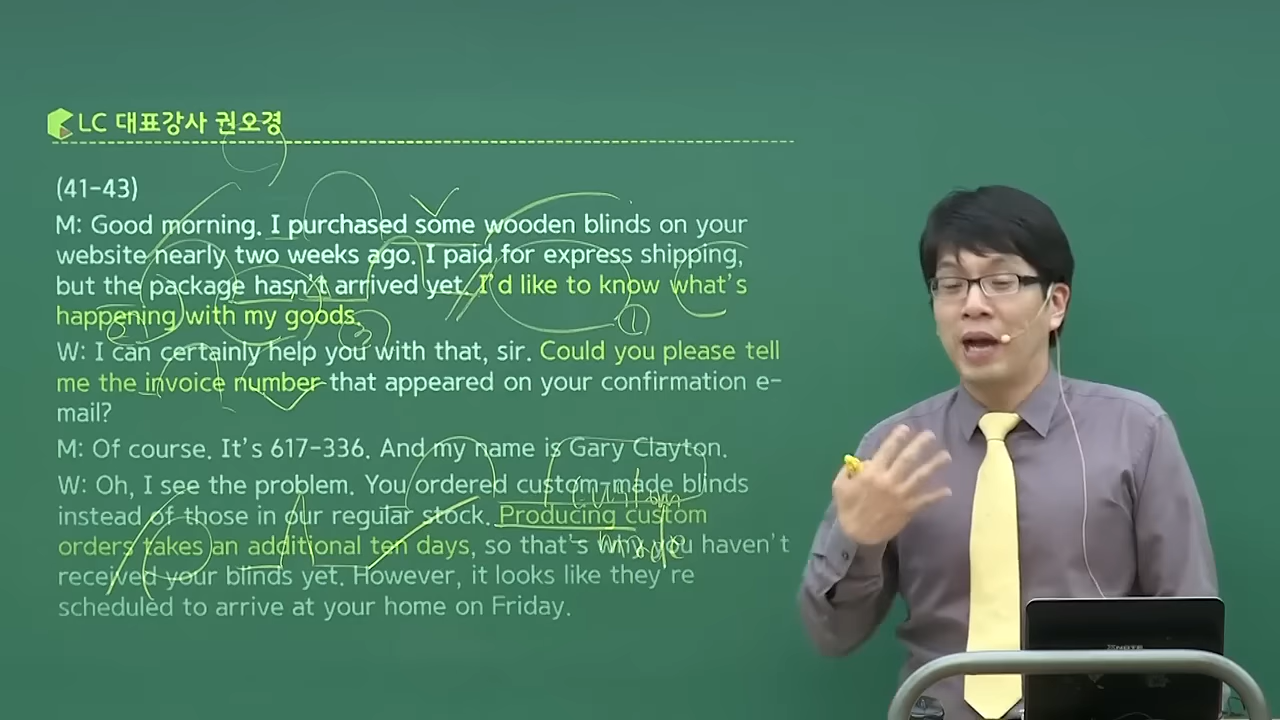 LC 대표강사 권오경
(41-43)
M: Good morning. I purchased some wooden blinds on your
website nearly two weeks ago. I paid for express shipping,
but the package hasn't arrived yet. I'd like to know what's
happening with my goods.
② ③ ①
W: I can certainly help you with that, sir. Could you please tell
me the invoice number that appeared on your confirmation e-
mail?
M: Of course. It's 617-336. And my name is Gary Clayton.
W: Oh, I see the problem. You ordered custom-made blinds
custom
instead of those in our regular stock. Producing custom
orders takes an additional ten days, so that's why you haven't
made
received your blinds yet. However, it looks like they're
scheduled to arrive at your home on Friday.